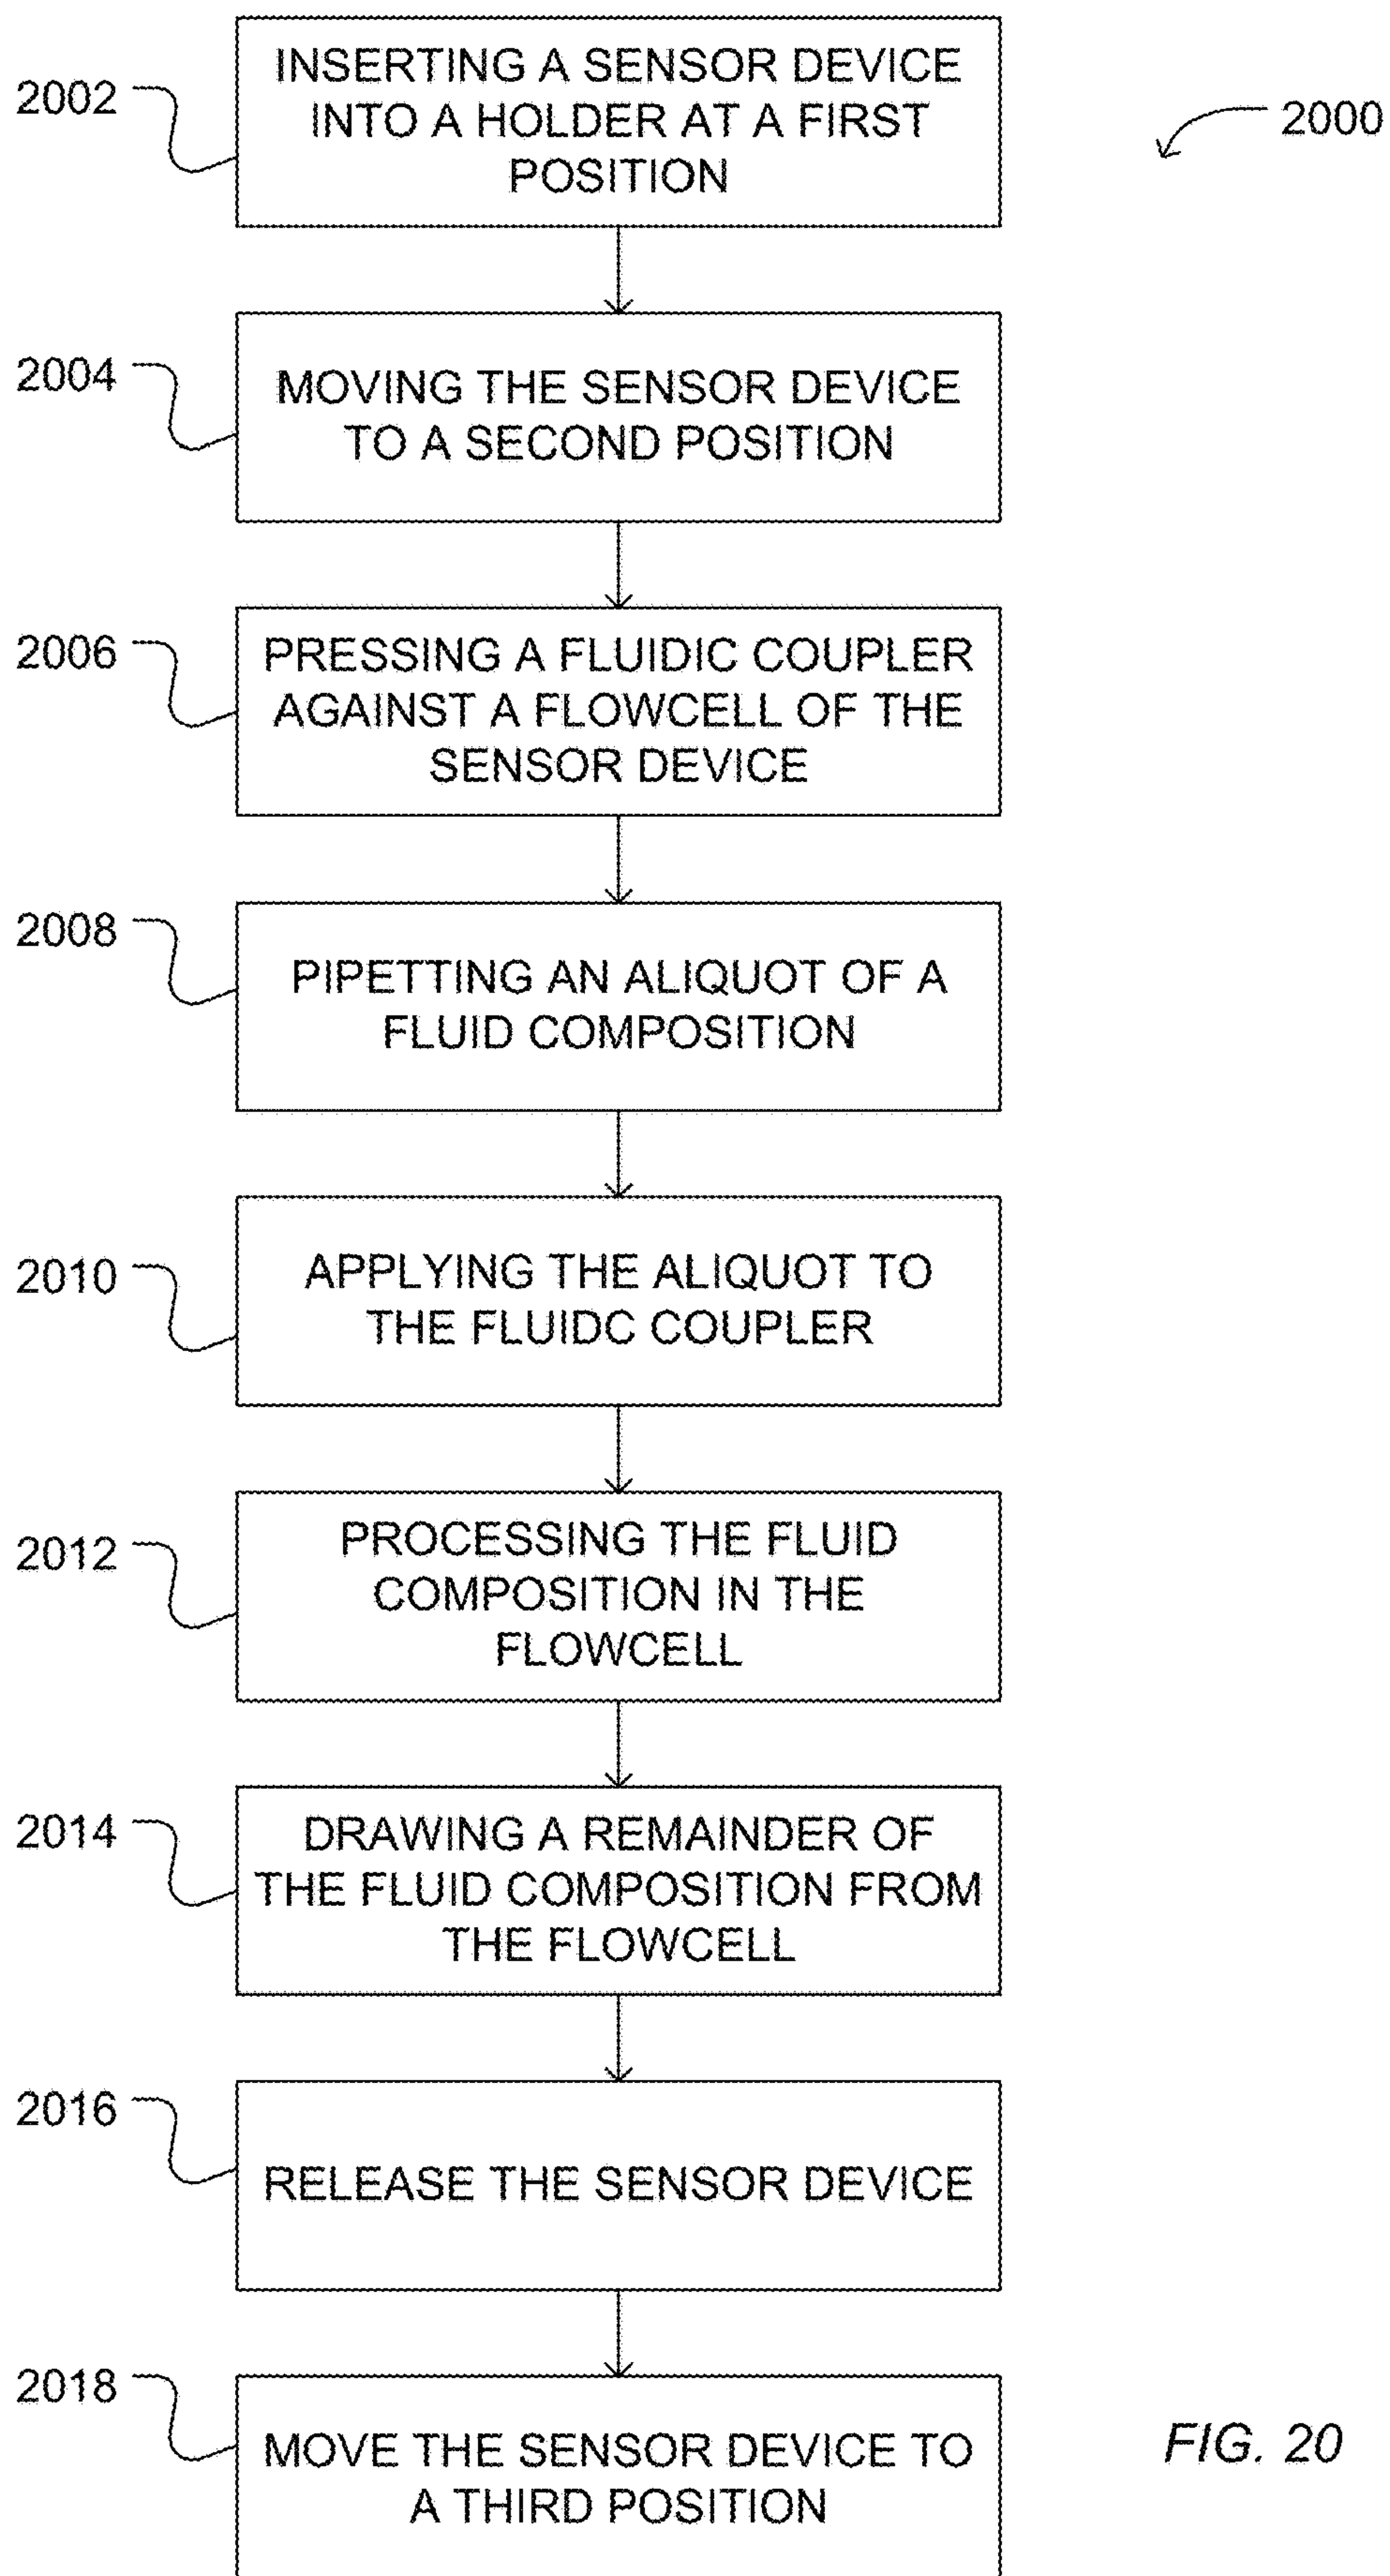 2000
2002
INSERTING A SENSOR DEVICE
INTO A HOLDER AT A FIRST
POSITION
2004
MOVING THE SENSOR DEVICE
TO A SECOND POSITION
2006
PRESSING A FLUIDIC COUPLER
AGAINST A FLOWCELL OF THE
SENSOR DEVICE
2008
PIPETTING AN ALIQUOT OF A
FLUID COMPOSITION
2010
APPLYING THE ALIQUOT TO
THE FLUIDC COUPLER
2012
PROCESSING THE FLUID
COMPOSITION IN THE
FLOWCELL
2014
DRAWING A REMAINDER OF
THE FLUID COMPOSITION FROM
THE FLOWCELL
2016
RELEASE THE SENSOR DEVICE
2018
MOVE THE SENSOR DEVICE TO
A THIRD POSITION
FIG. 20